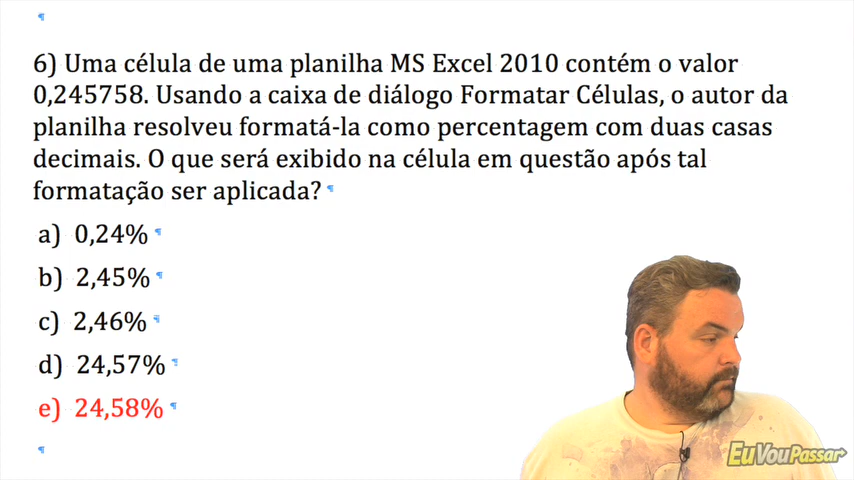 6) Uma célula de uma planilha MS Excel 2010 contém o valor
0,245758. Usando a caixa de diálogo Formatar Células, o autor da
planilha resolveu formatá-la como percentagem com duas casas
decimais. O que será exibido na célula em questão após tal
formatação ser aplicada?
a) 0,24%
b) 2,45%
c) 2,46%
d) 24,57%
e) 24,58%
EuVouPassar